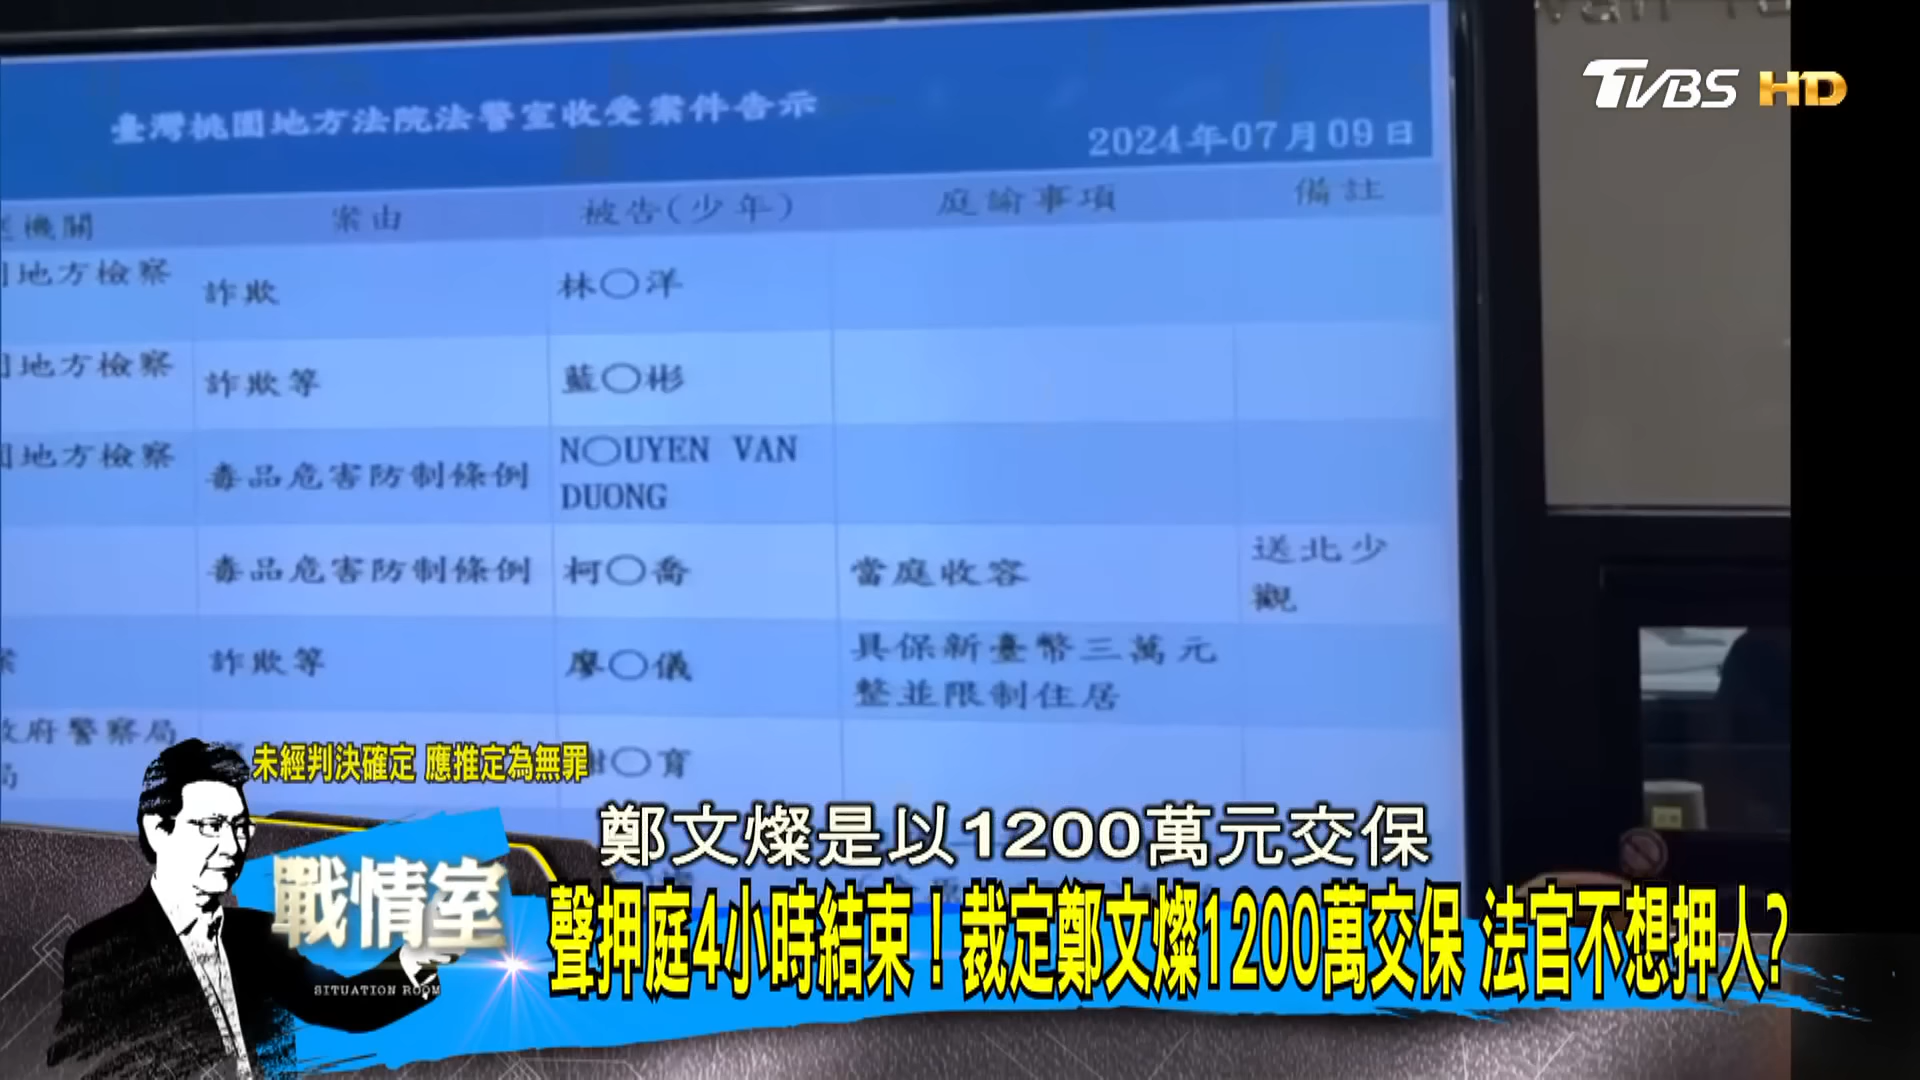 TVBS HD
臺灣桃園地方法院法警室收受案件告示
2024年07月09日
機關 案由 被告(少年) 庭諭事項 備註
地方檢察 詐欺 林〇洋
地方檢察 詐欺等 藍〇彬
地方檢察 毒品危害防制條例 N〇UYEN VAN
DUONG
毒品危害防制條例 柯〇喬 當庭收容 送北少
觀
詐欺等 廖〇儀 具保新臺幣三萬元
整並限制住居
政府警察局
局
〇育
未經判決確定 應推定為無罪
鄭文燦是以1200萬元交保
戰情室
SITUATION ROOM
聲押庭4小時結束!裁定鄭文燦1200萬交保 法官不想押人?